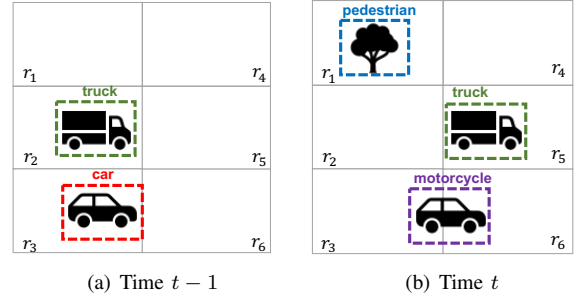 r1
r4
truck
r2
r5
car
r3
r6
(a) Time t − 1
pedestrian
r1
r4
truck
r2
r5
motorcycle
r3
r6
(b) Time t